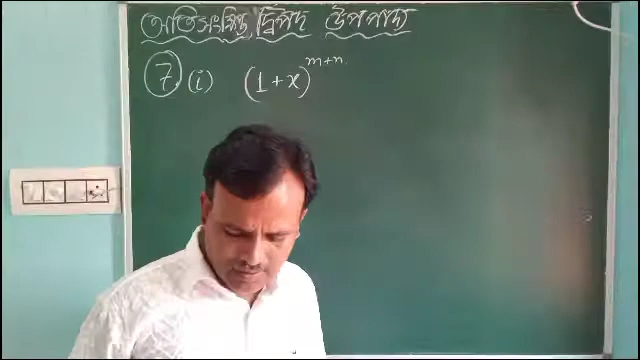 অতিসংক্ষিপ্ত দ্বিপদ উপপাদ্য
7. (i) (1+x)^{m+n}